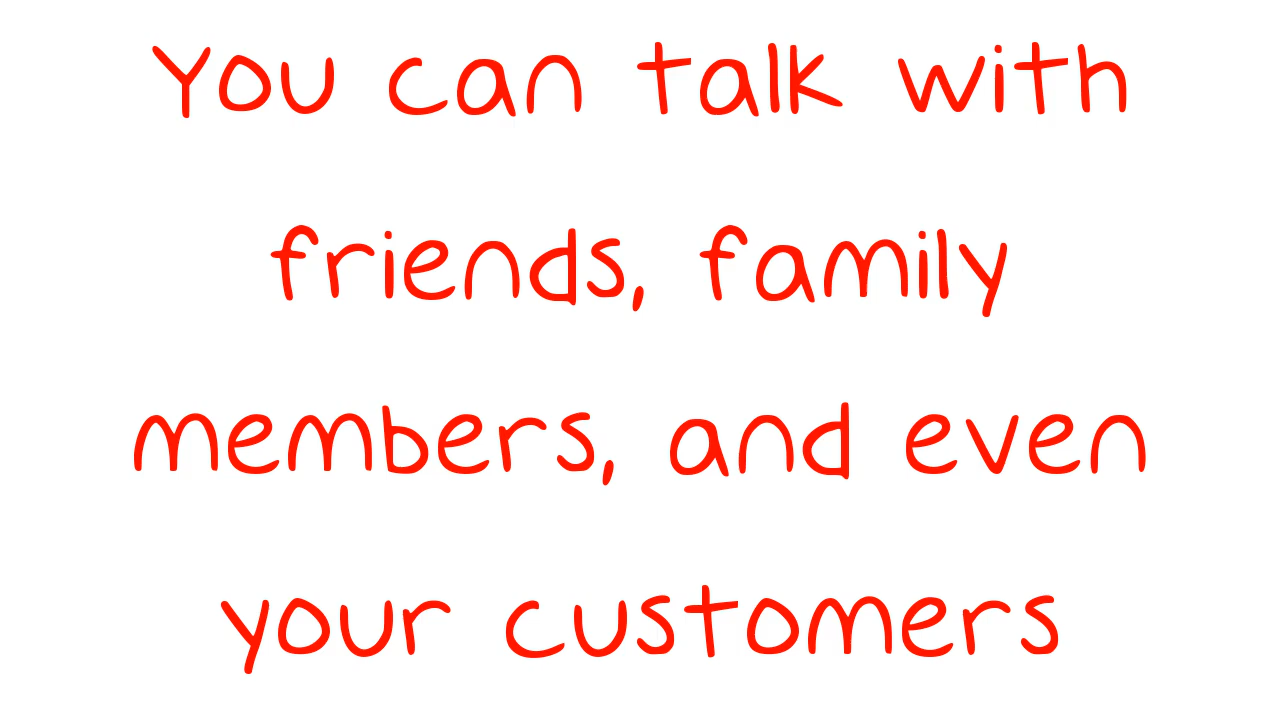 You can talk with
friends, family
members, and even
your customers